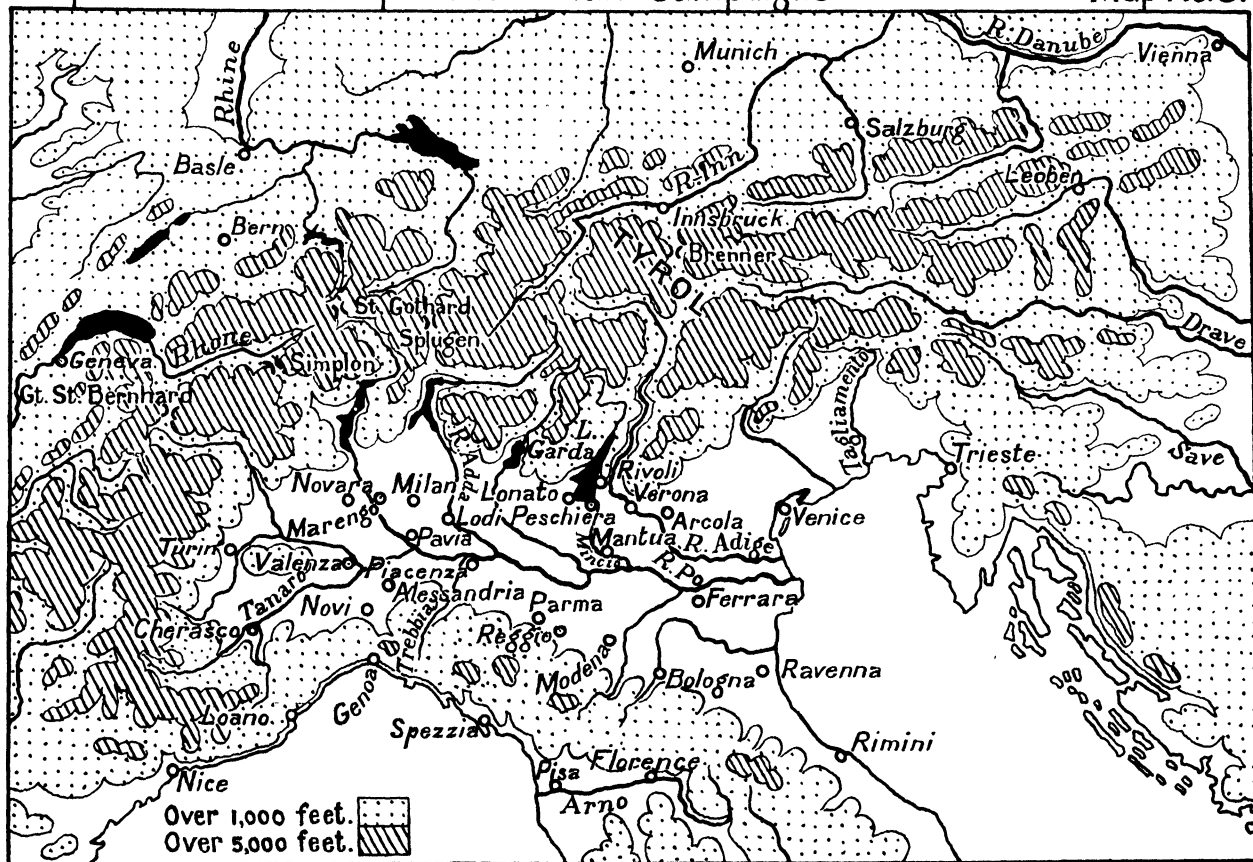 R. Danube
Vienna
Munich
Rhine
Salzburg
Basle
R. Inn
Leoben
Innsbruck
Bern
TYROL
Brenner
St. Gothard
Splugen
Drave
Rhone
Geneva
Simplon
Gt. St. Bernhard
Tagliamento
R. Adda
L. Garda
Trieste
Save
Rivoli
Novara
Milan
Lonato
Verona
Marengo
Lodi
Peschiera
Arcola
Venice
Turin
Pavia
Mantua
R. Adige
Mincio
Valenza
Piacenza
R. Po
Tanaro
Alessandria
Novi
Parma
Ferrara
Cherasco
Trebbia
Reggio
Modena
Bologna
Ravenna
Loano
Genoa
Spezzia
Rimini
Nice
Pisa
Florence
Arno
Over 1,000 feet.
Over 5,000 feet.